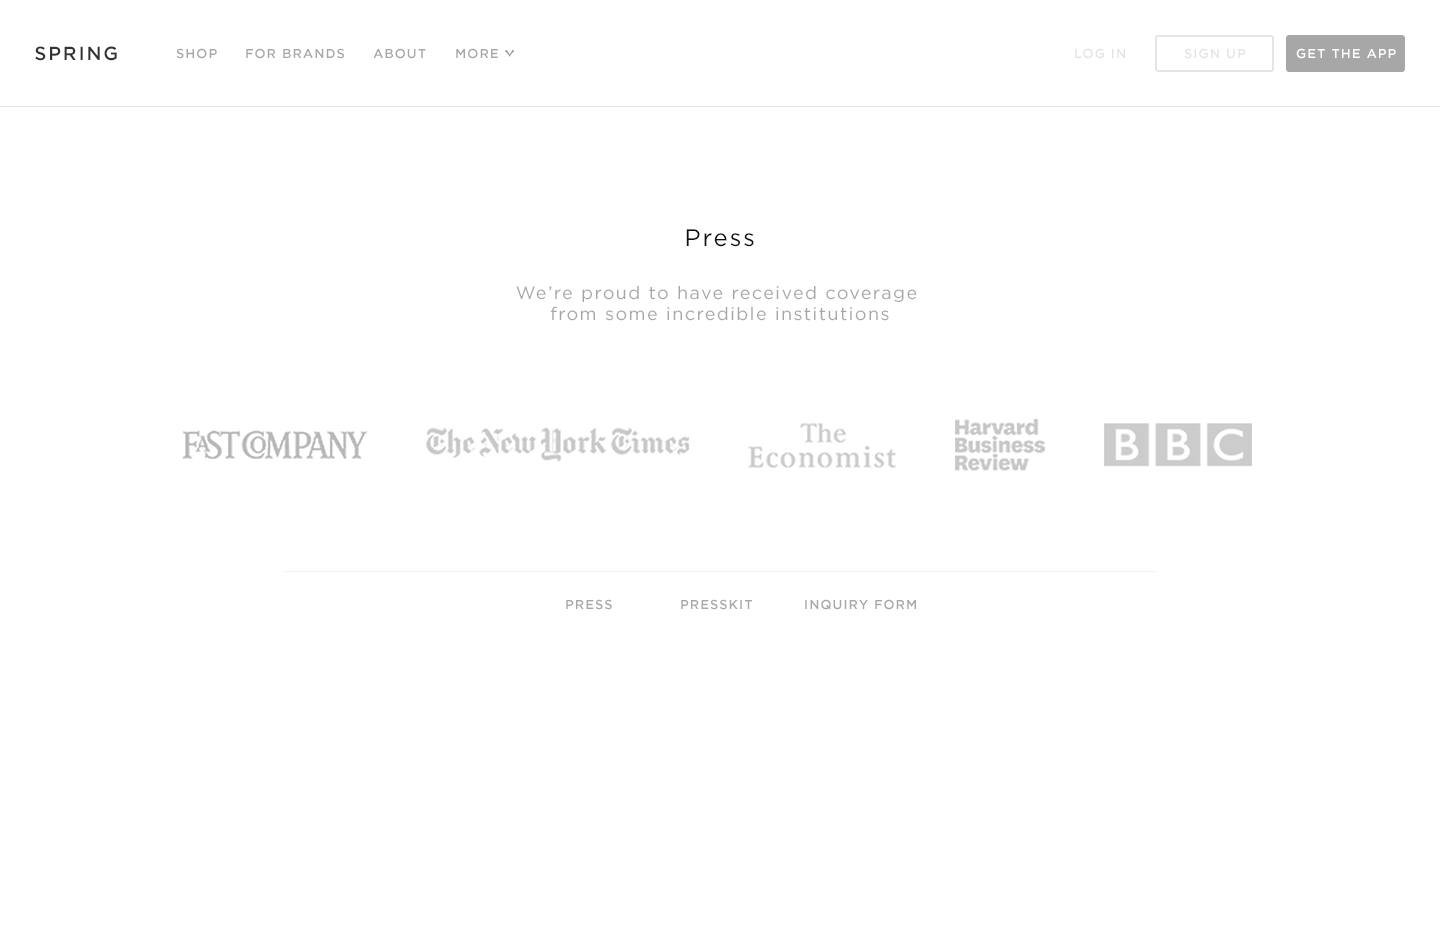 SPRING
SHOP
FOR BRANDS
ABOUT
MORE
LOG IN
SIGN UP
GET THE APP
Press
We’re proud to have received coverage
from some incredible institutions
FAST COMPANY
The New York Times
The
Economist
Harvard
Business
Review
BBC
PRESS
PRESSKIT
INQUIRY FORM